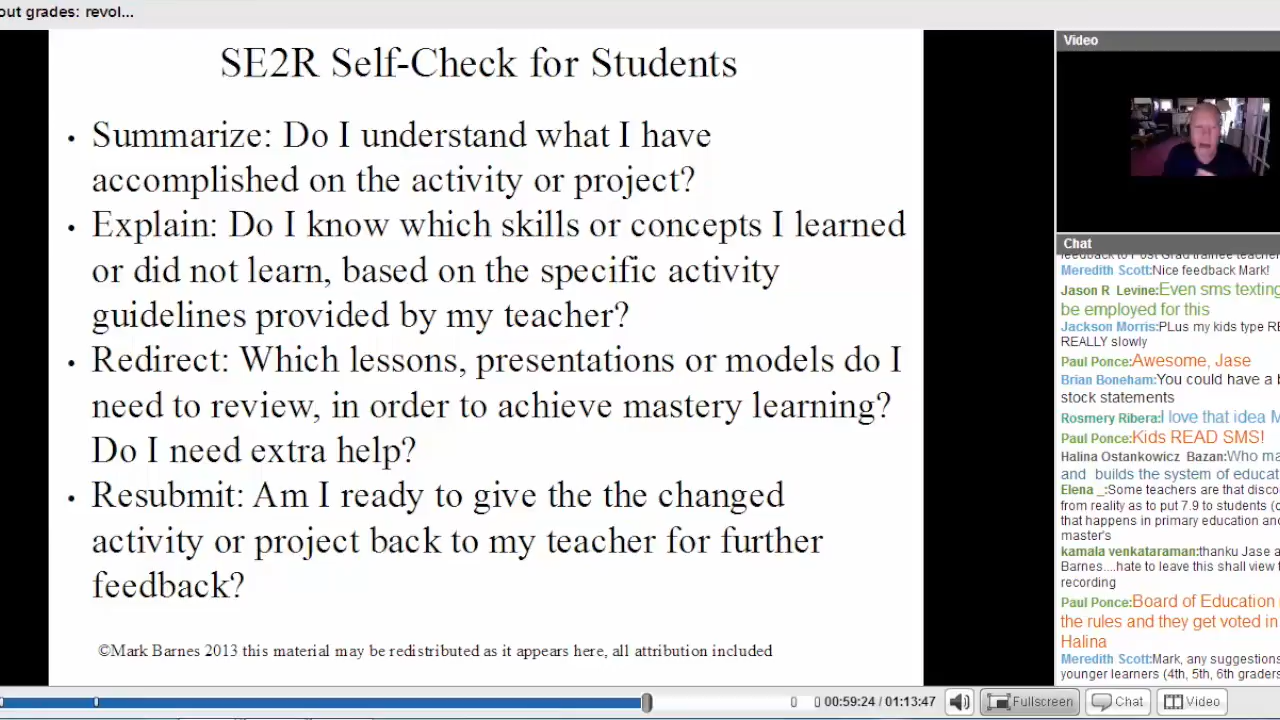 out grades: revol...
SE2R Self-Check for Students
• Summarize: Do I understand what I have
accomplished on the activity or project?
• Explain: Do I know which skills or concepts I learned
or did not learn, based on the specific activity
guidelines provided by my teacher?
• Redirect: Which lessons, presentations or models do I
need to review, in order to achieve mastery learning?
Do I need extra help?
• Resubmit: Am I ready to give the the changed
activity or project back to my teacher for further
feedback?
©Mark Barnes 2013 this material may be redistributed as it appears here, all attribution included
Video
Chat
feedback to Post Grad trainee teacher
Meredith Scott:Nice feedback Mark!
Jason R Levine:Even sms texting
be employed for this
Jackson Morris:PLus my kids type RE
REALLY slowly
Paul Ponce:Awesome, Jase
Brian Boneham:You could have a b
stock statements
Rosmery Ribera:I love that idea M
Paul Ponce:Kids READ SMS!
Halina Ostankowicz Bazan:Who ma
and builds the system of educat
Elena _:Some teachers are that disco
from reality as to put 7.9 to students (
that happens in primary education and
master's
kamala venkataraman:thanku Jase a
Barnes....hate to leave this shall view t
recording
Paul Ponce:Board of Education
the rules and they get voted in
Halina
Meredith Scott:Mark, any suggestions
younger learners (4th, 5th, 6th graders
00:59:24 / 01:13:47
Fullscreen
Chat
Video